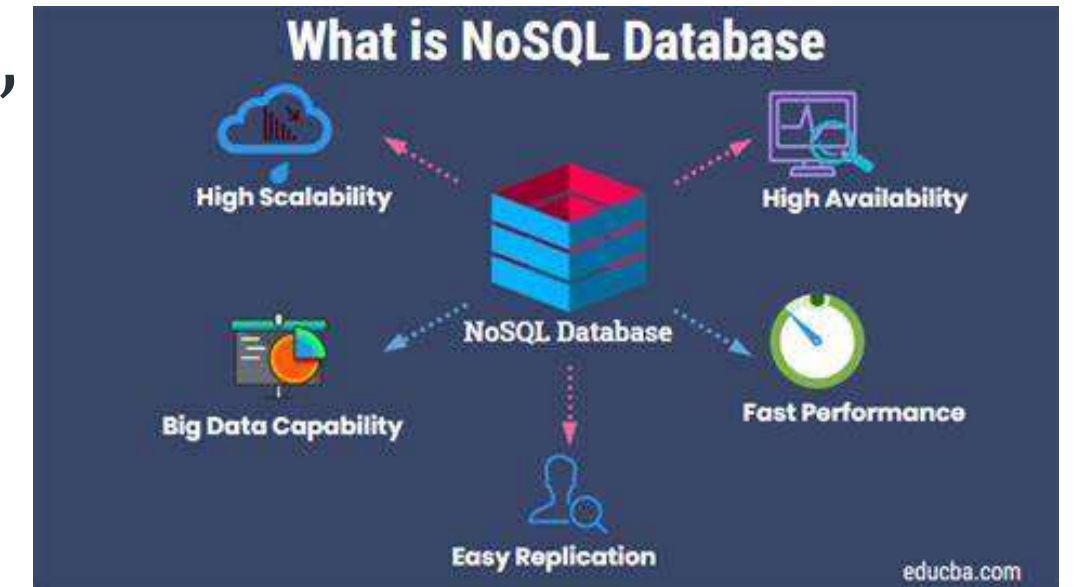 ,
What is NoSQL Database
High Scalability
High Availability
NoSQL Database
Big Data Capability
Fast Performance
Easy Replication
educba.com